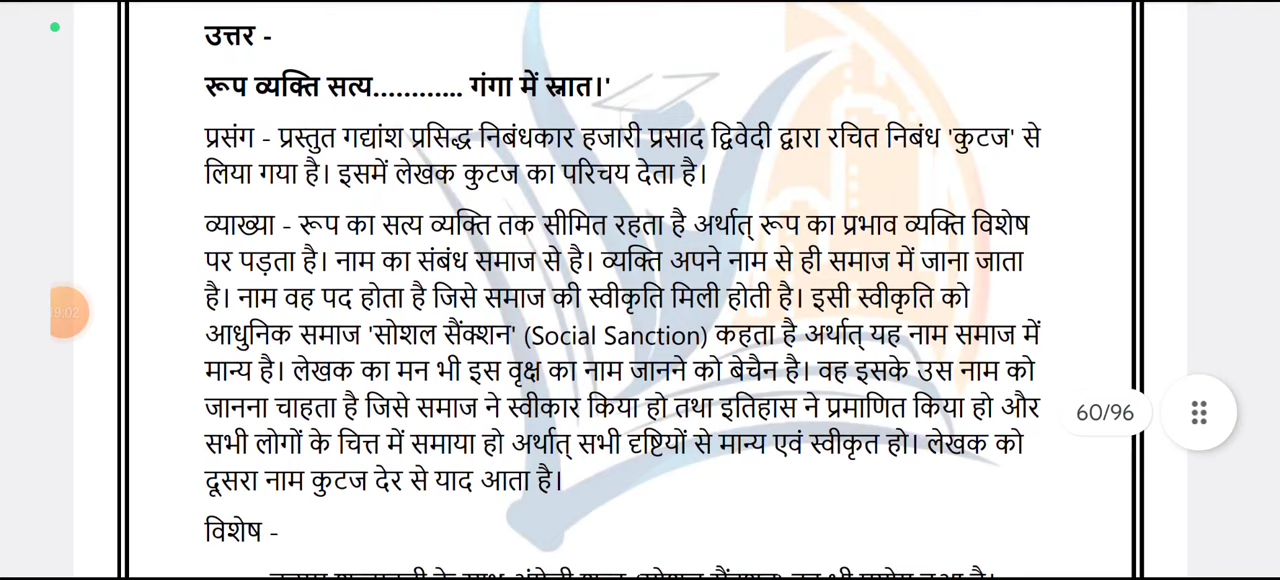 उत्तर -
रूप व्यक्ति सत्य............ गंगा में स्नात।'
प्रसंग - प्रस्तुत गद्यांश प्रसिद्ध निबंधकार हजारी प्रसाद द्विवेदी द्वारा रचित निबंध 'कुटज' से
लिया गया है। इसमें लेखक कुटज का परिचय देता है।
व्याख्या - रूप का सत्य व्यक्ति तक सीमित रहता है अर्थात् रूप का प्रभाव व्यक्ति विशेष
पर पड़ता है। नाम का संबंध समाज से है। व्यक्ति अपने नाम से ही समाज में जाना जाता
है। नाम वह पद होता है जिसे समाज की स्वीकृति मिली होती है। इसी स्वीकृति को
आधुनिक समाज 'सोशल सैंक्शन' (Social Sanction) कहता है अर्थात् यह नाम समाज में
मान्य है। लेखक का मन भी इस वृक्ष का नाम जानने को बेचैन है। वह इसके उस नाम को
जानना चाहता है जिसे समाज ने स्वीकार किया हो तथा इतिहास ने प्रमाणित किया हो और
सभी लोगों के चित्त में समाया हो अर्थात् सभी दृष्टियों से मान्य एवं स्वीकृत हो। लेखक को
दूसरा नाम कुटज देर से याद आता है।
विशेष -
60/96